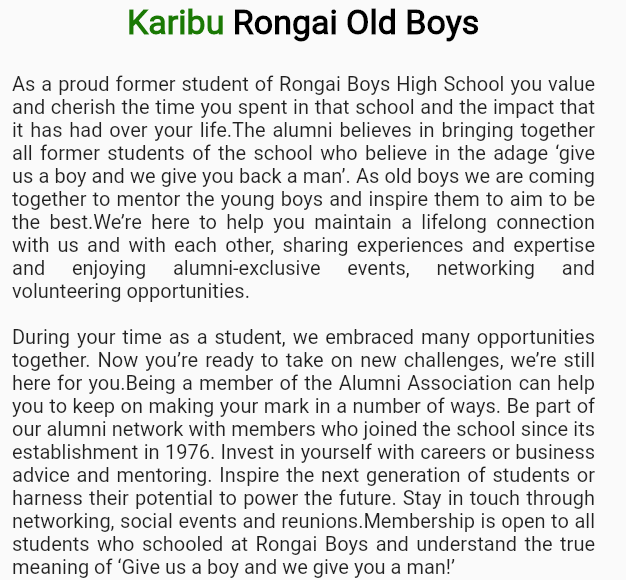 Karibu Rongai Old Boys
As a proud former student of Rongai Boys High School you value
and cherish the time you spent in that school and the impact that
it has had over your life.The alumni believes in bringing together
all former students of the school who believe in the adage ‘give
us a boy and we give you back a man’. As old boys we are coming
together to mentor the young boys and inspire them to aim to be
the best.We’re here to help you maintain a lifelong connection
with us and with each other, sharing experiences and expertise
and enjoying alumni-exclusive events, networking and
volunteering opportunities.
During your time as a student, we embraced many opportunities
together. Now you’re ready to take on new challenges, we’re still
here for you.Being a member of the Alumni Association can help
you to keep on making your mark in a number of ways. Be part of
our alumni network with members who joined the school since its
establishment in 1976. Invest in yourself with careers or business
advice and mentoring. Inspire the next generation of students or
harness their potential to power the future. Stay in touch through
networking, social events and reunions.Membership is open to all
students who schooled at Rongai Boys and understand the true
meaning of ‘Give us a boy and we give you a man!’